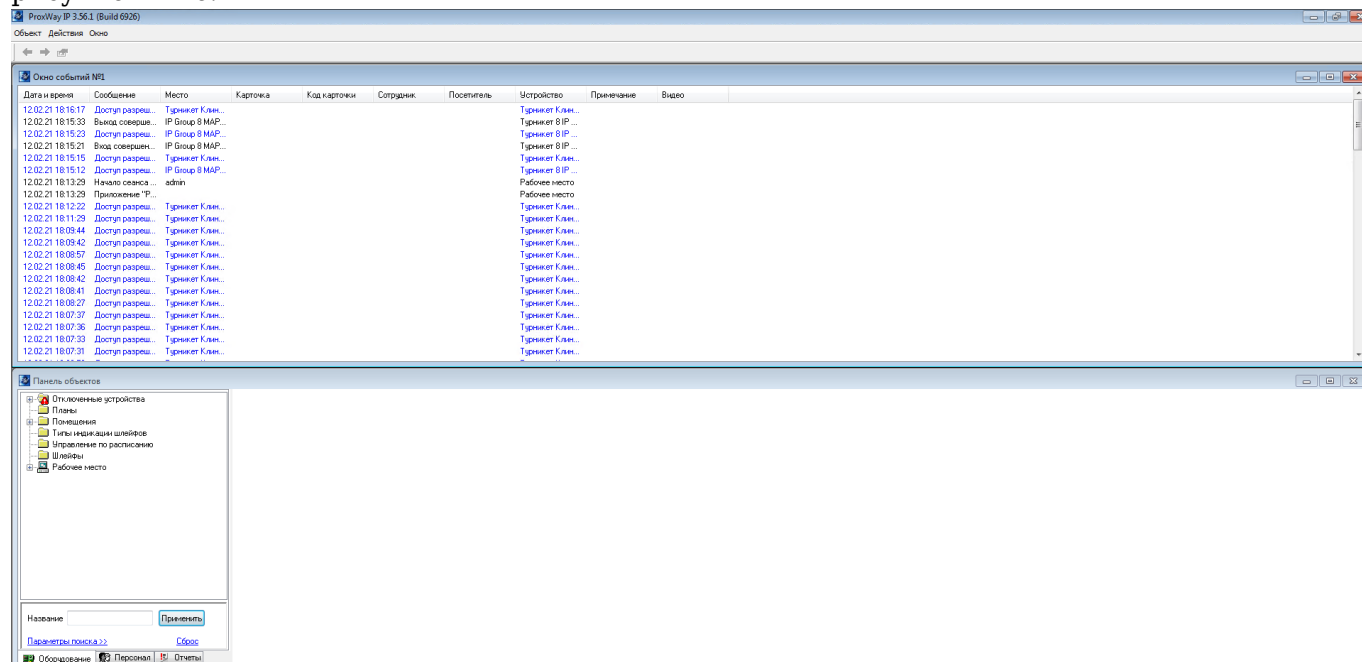 ProxWay IP 3.56.1 (Build 6926)
Объект Действия Окно
Окно событий №1
Дата и время Сообщение Место Карточка Код карточки Сотрудник Посетитель Устройство Примечание Видео
12.02.21 18:16:17 Доступ разреш... Турникет Клин... Турникет Клин...
12.02.21 18:15:33 Выход соверше... IP Group 8 МАР... Турникет 8 IP ...
12.02.21 18:15:23 Доступ разреш... IP Group 8 МАР... Турникет 8 IP ...
12.02.21 18:15:21 Вход совершен... IP Group 8 МАР... Турникет 8 IP ...
12.02.21 18:15:15 Доступ разреш... Турникет Клин... Турникет Клин...
12.02.21 18:15:12 Доступ разреш... IP Group 8 МАР... Турникет 8 IP ...
12.02.21 18:13:29 Начало сеанса ... admin Рабочее место
12.02.21 18:13:29 Приложение "P... Рабочее место
12.02.21 18:12:22 Доступ разреш... Турникет Клин... Турникет Клин...
12.02.21 18:11:29 Доступ разреш... Турникет Клин... Турникет Клин...
12.02.21 18:09:44 Доступ разреш... Турникет Клин... Турникет Клин...
12.02.21 18:09:42 Доступ разреш... Турникет Клин... Турникет Клин...
12.02.21 18:08:57 Доступ разреш... Турникет Клин... Турникет Клин...
12.02.21 18:08:45 Доступ разреш... Турникет Клин... Турникет Клин...
12.02.21 18:08:42 Доступ разреш... Турникет Клин... Турникет Клин...
12.02.21 18:08:41 Доступ разреш... Турникет Клин... Турникет Клин...
12.02.21 18:08:27 Доступ разреш... Турникет Клин... Турникет Клин...
12.02.21 18:07:37 Доступ разреш... Турникет Клин... Турникет Клин...
12.02.21 18:07:36 Доступ разреш... Турникет Клин... Турникет Клин...
12.02.21 18:07:33 Доступ разреш... Турникет Клин... Турникет Клин...
12.02.21 18:07:31 Доступ разреш... Турникет Клин... Турникет Клин...
Панель объектов
Отключенные устройства
Планы
Помещения
Типы индикации шлейфов
Управление по расписанию
Шлейфы
Рабочее место
Название Применить
Параметры поиска >> Сброс
Оборудование Персонал Отчеты